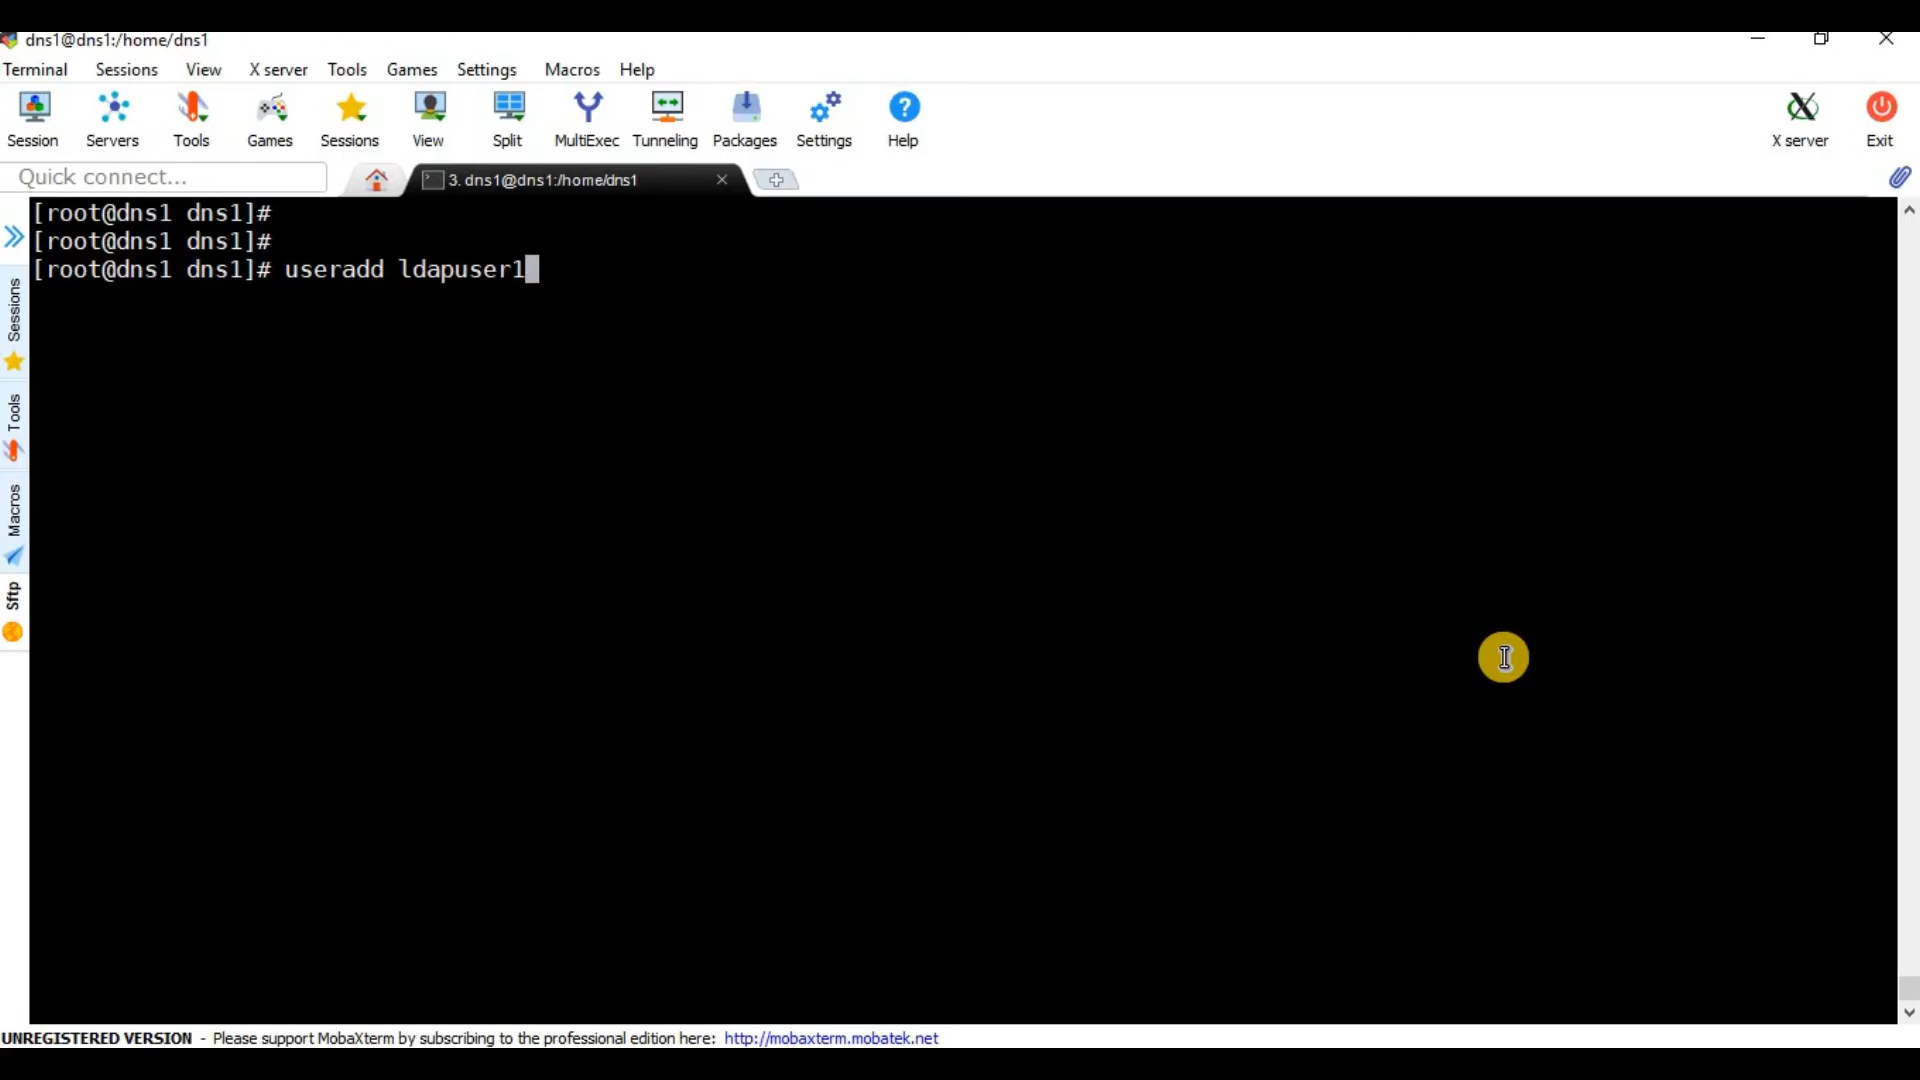 dns1@dns1:/home/dns1
Terminal Sessions View X server Tools Games Settings Macros Help
Session Servers Tools Games Sessions View Split MultiExec Tunneling Packages Settings Help X server Exit
Quick connect...
3. dns1@dns1:/home/dns1
[root@dns1 dns1]#
[root@dns1 dns1]#
[root@dns1 dns1]# useradd ldapuser1
Sessions
Tools
Macros
Sftp
UNREGISTERED VERSION - Please support MobaXterm by subscribing to the professional edition here: http://mobaxterm.mobatek.net